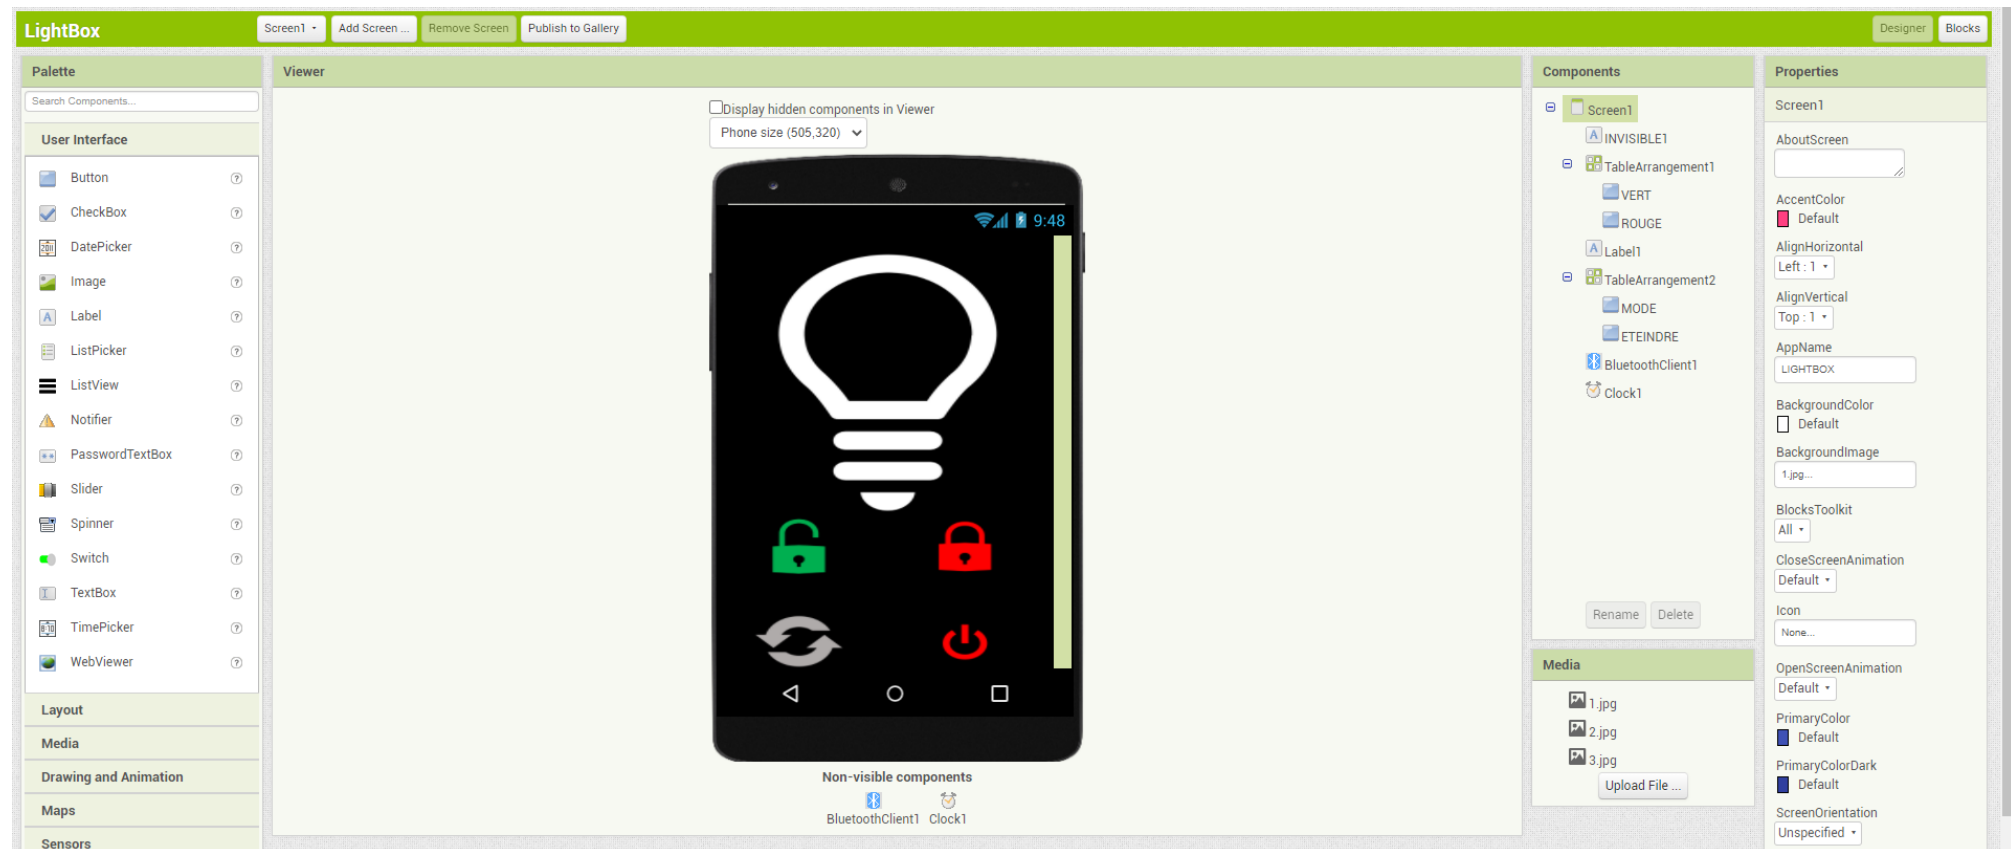 LightBox
Screen1
Add Screen ...
Remove Screen
Publish to Gallery
Designer
Blocks
Palette
Search Components...
User Interface
Button
CheckBox
DatePicker
Image
Label
ListPicker
ListView
Notifier
PasswordTextBox
Slider
Spinner
Switch
TextBox
TimePicker
WebViewer
Layout
Media
Drawing and Animation
Maps
Sensors
Viewer
Display hidden components in Viewer
Phone size (505,320)
9:48
Non-visible components
BluetoothClient1
Clock1
Components
Screen1
INVISIBLE1
TableArrangement1
VERT
ROUGE
Label1
TableArrangement2
MODE
ETEINDRE
BluetoothClient1
Clock1
Rename
Delete
Media
1.jpg
2.jpg
3.jpg
Upload File ...
Properties
Screen1
AboutScreen
AccentColor
Default
AlignHorizontal
Left : 1
AlignVertical
Top : 1
AppName
LIGHTBOX
BackgroundColor
Default
BackgroundImage
1.jpg...
BlocksToolkit
All
CloseScreenAnimation
Default
Icon
None...
OpenScreenAnimation
Default
PrimaryColor
Default
PrimaryColorDark
Default
ScreenOrientation
Unspecified